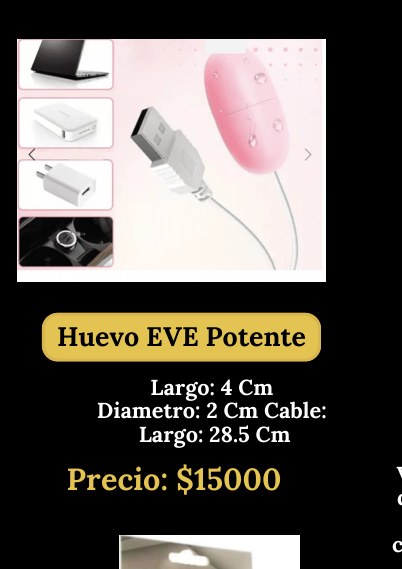 Huevo EVE Potente
Largo: 4 Cm
Diametro: 2 Cm Cable:
Largo: 28.5 Cm
Precio: $15000